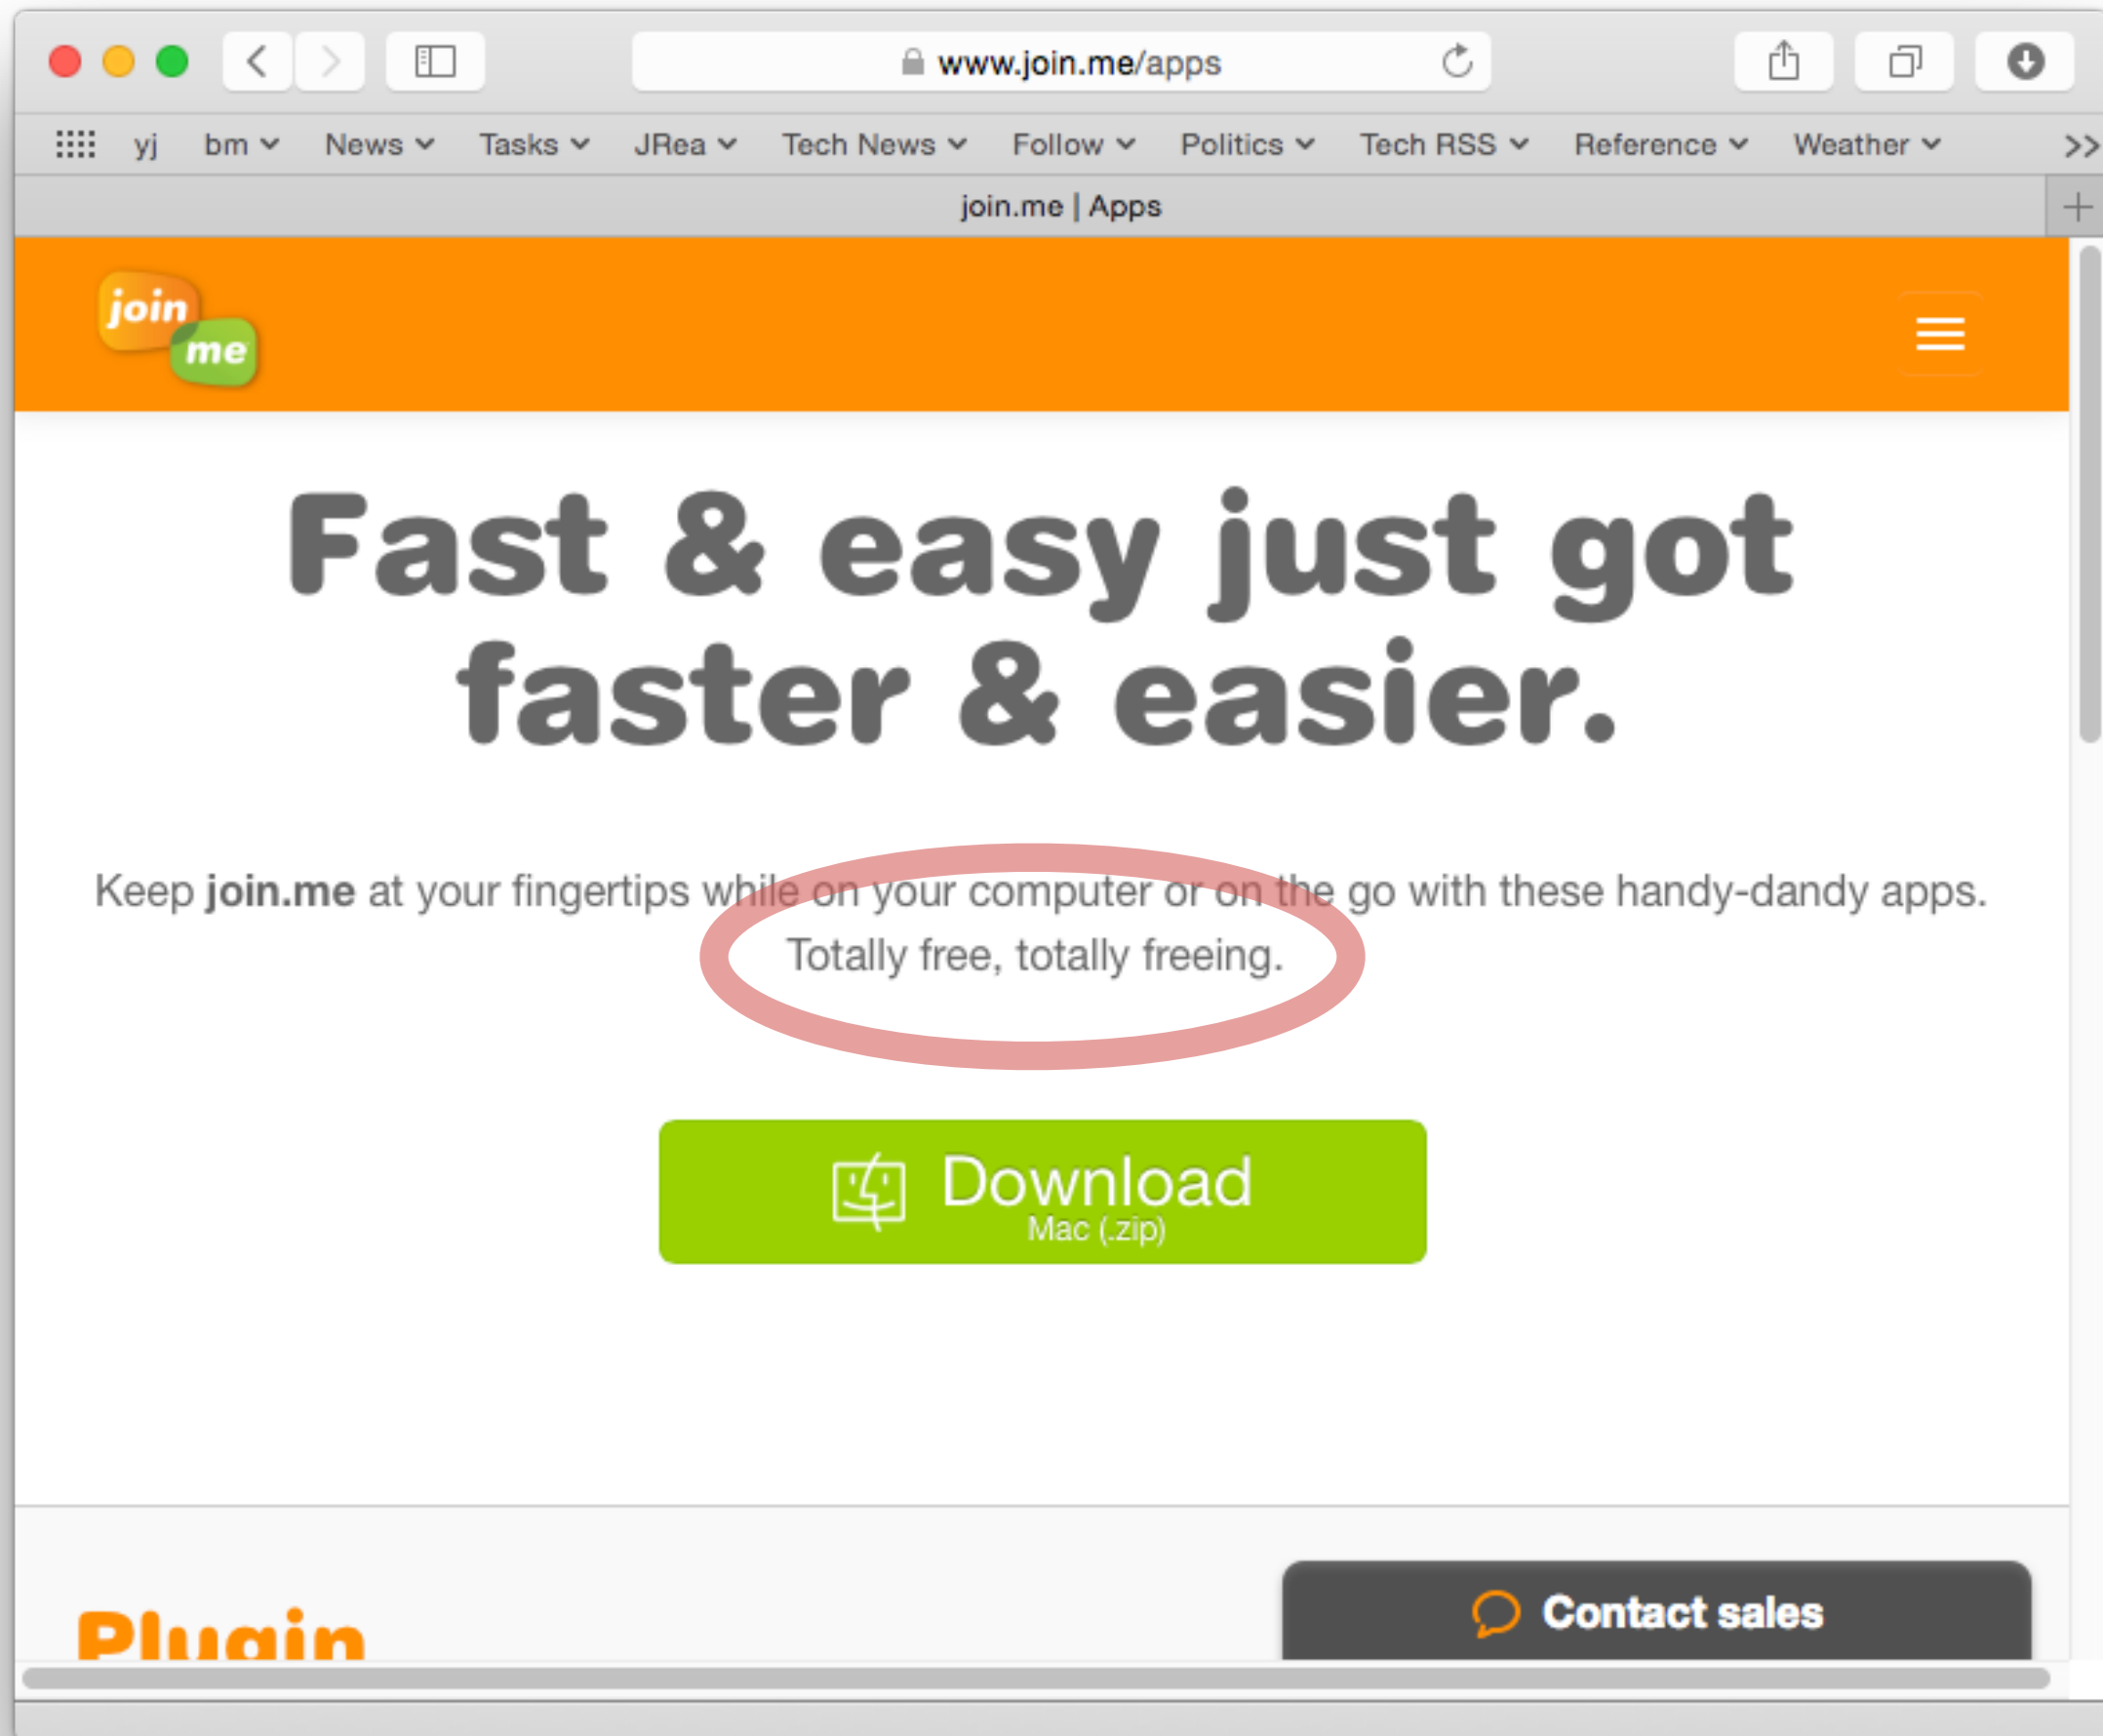 www.join.me/apps
yj bm News Tasks JRea Tech News Follow Politics Tech RSS Reference Weather >>
join.me | Apps
join
me
Fast & easy just got
faster & easier.
Keep join.me at your fingertips while on your computer or on the go with these handy-dandy apps.
Totally free, totally freeing.
Download
Mac (.zip)
Contact sales
Plugin